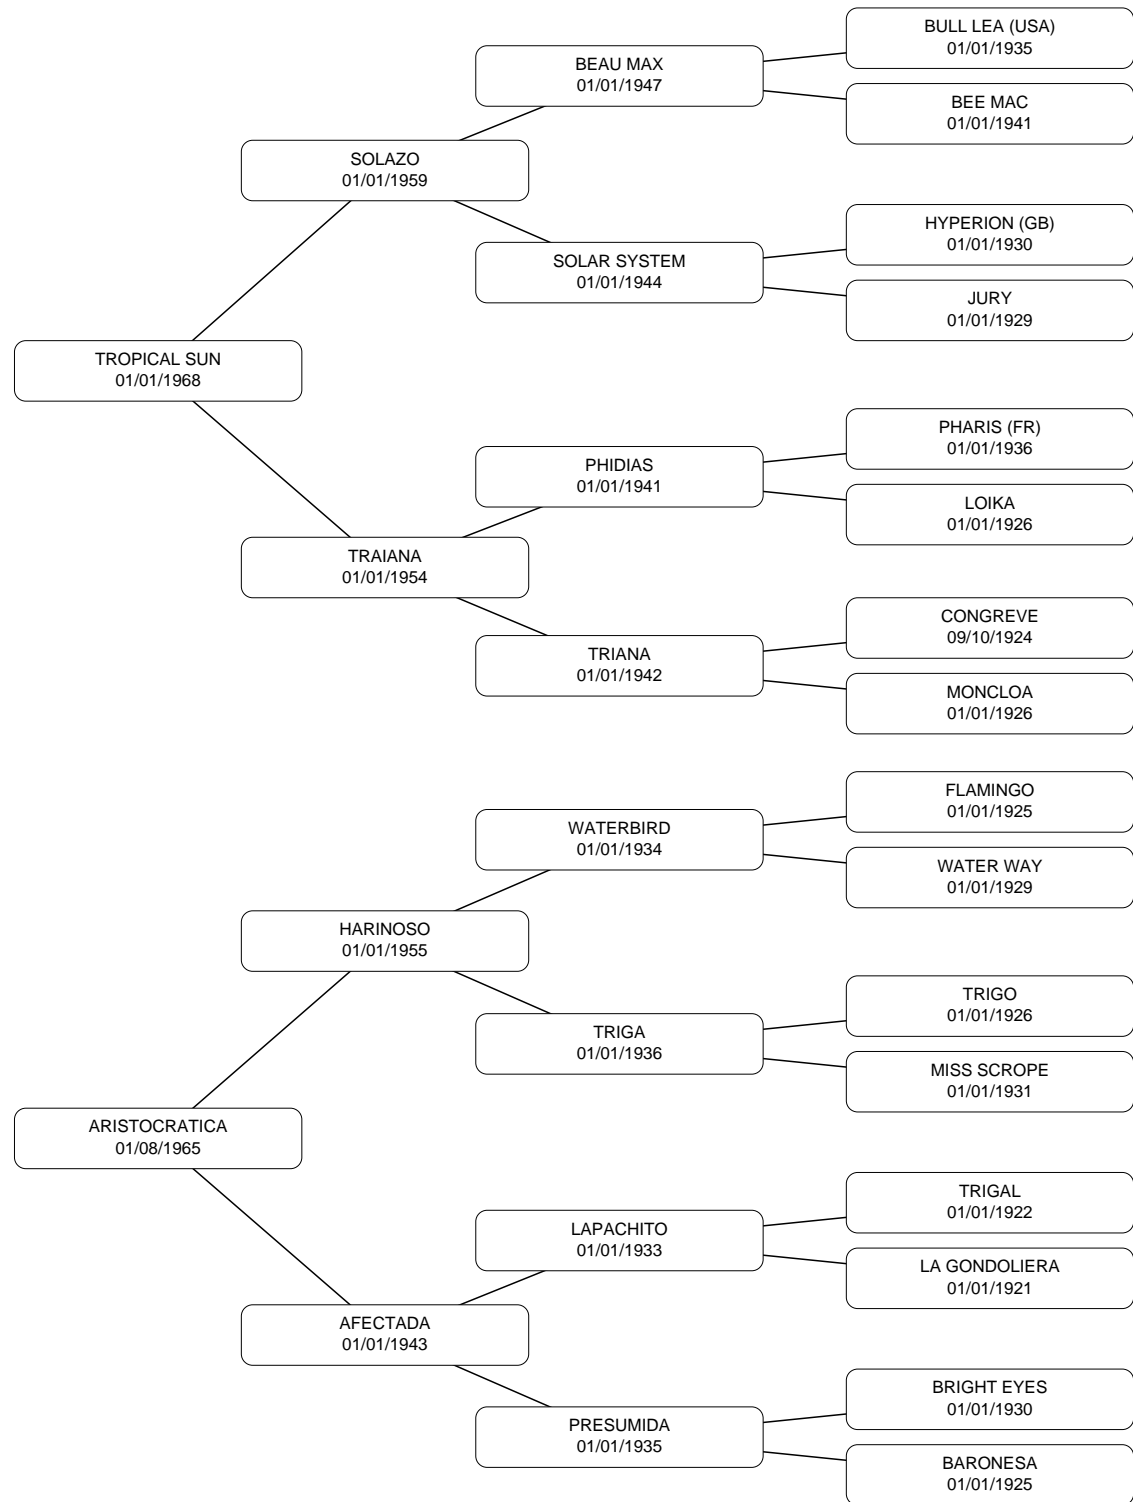 BULL LEA (USA)
01/01/1935
BEAU MAX
01/01/1947
BEE MAC
01/01/1941
SOLAZO
01/01/1959
HYPERION (GB)
01/01/1930
SOLAR SYSTEM
01/01/1944
JURY
01/01/1929
TROPICAL SUN
01/01/1968
PHARIS (FR)
01/01/1936
PHIDIAS
01/01/1941
LOIKA
01/01/1926
TRAIANA
01/01/1954
CONGREVE
09/10/1924
TRIANA
01/01/1942
MONCLOA
01/01/1926
FLAMINGO
01/01/1925
WATERBIRD
01/01/1934
WATER WAY
01/01/1929
HARINOSO
01/01/1955
TRIGO
01/01/1926
TRIGA
01/01/1936
MISS SCROPE
01/01/1931
ARISTOCRATICA
01/08/1965
TRIGAL
01/01/1922
LAPACHITO
01/01/1933
LA GONDOLIERA
01/01/1921
AFECTADA
01/01/1943
BRIGHT EYES
01/01/1930
PRESUMIDA
01/01/1935
BARONESA
01/01/1925